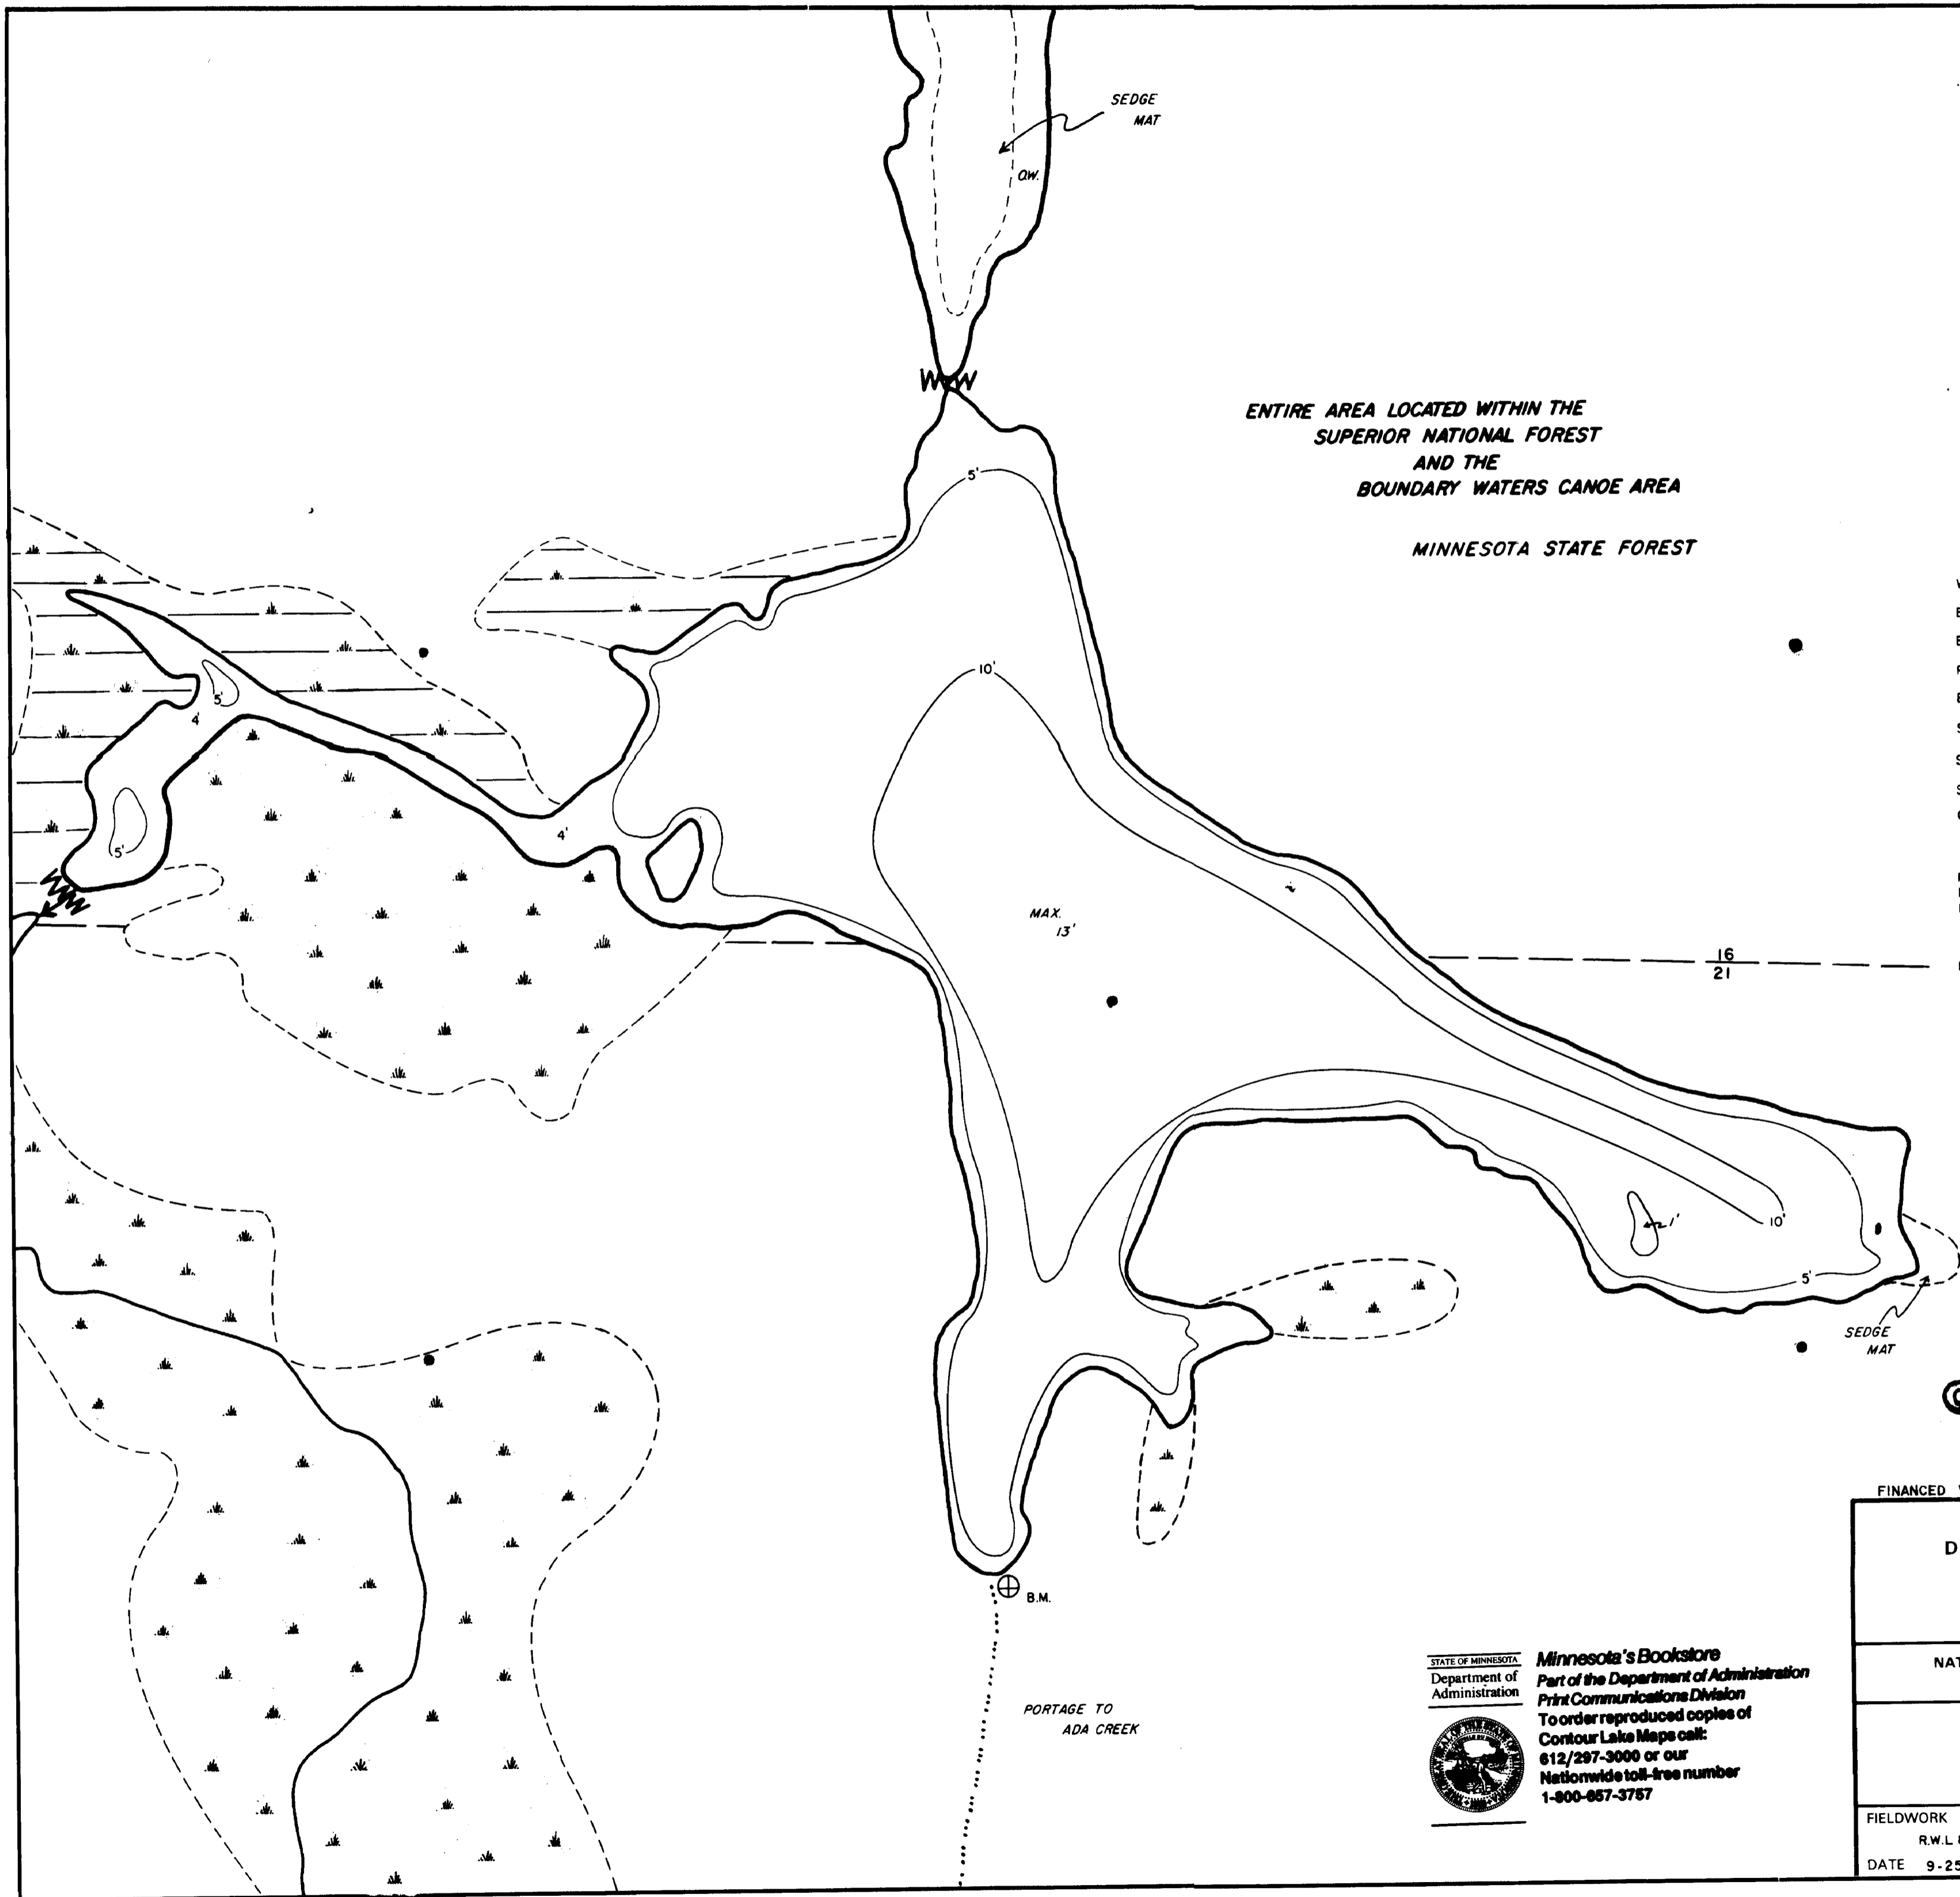 SEDGE
MAT
QW.
ENTIRE AREA LOCATED WITHIN THE
SUPERIOR NATIONAL FOREST
AND THE
BOUNDARY WATERS CANOE AREA
MINNESOTA STATE FOREST
5'
10'
5'
4'
4'
5'
MAX.
13'
16
21
1'
10'
5'
SEDGE
MAT
B.M.
PORTAGE TO
ADA CREEK
STATE OF MINNESOTA
Department of
Administration
Minnesota's Bookstore
Part of the Department of Administration
Print Communications Division
To order reproduced copies of
Contour Lake Maps call:
612/297-3000 or our
Nationwide toll-free number
1-800-657-3757
FINANCED
D
NAT
FIELDWORK
R.W.L
DATE 9-25